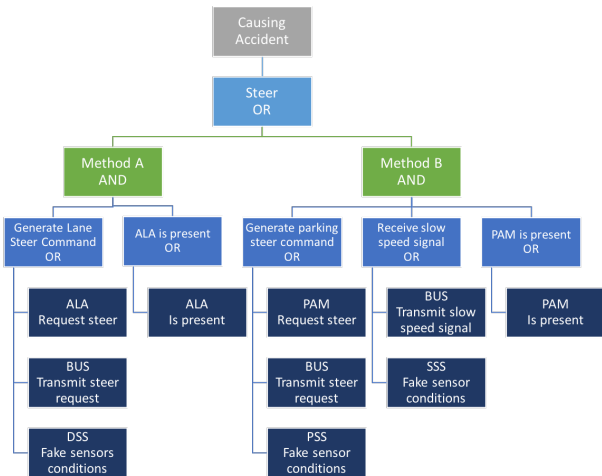 Causing
Accident
Steer
OR
Method A
AND
Method B
AND
Generate Lane
Steer Command
OR
ALA is present
OR
Generate parking
steer command
OR
Receive slow
speed signal
OR
PAM is present
OR
ALA
Request steer
ALA
Is present
PAM
Request steer
BUS
Transmit slow
speed signal
PAM
Is present
BUS
Transmit steer
request
BUS
Transmit steer
request
SSS
Fake sensor
conditions
DSS
Fake sensors
conditions
PSS
Fake sensor
conditions